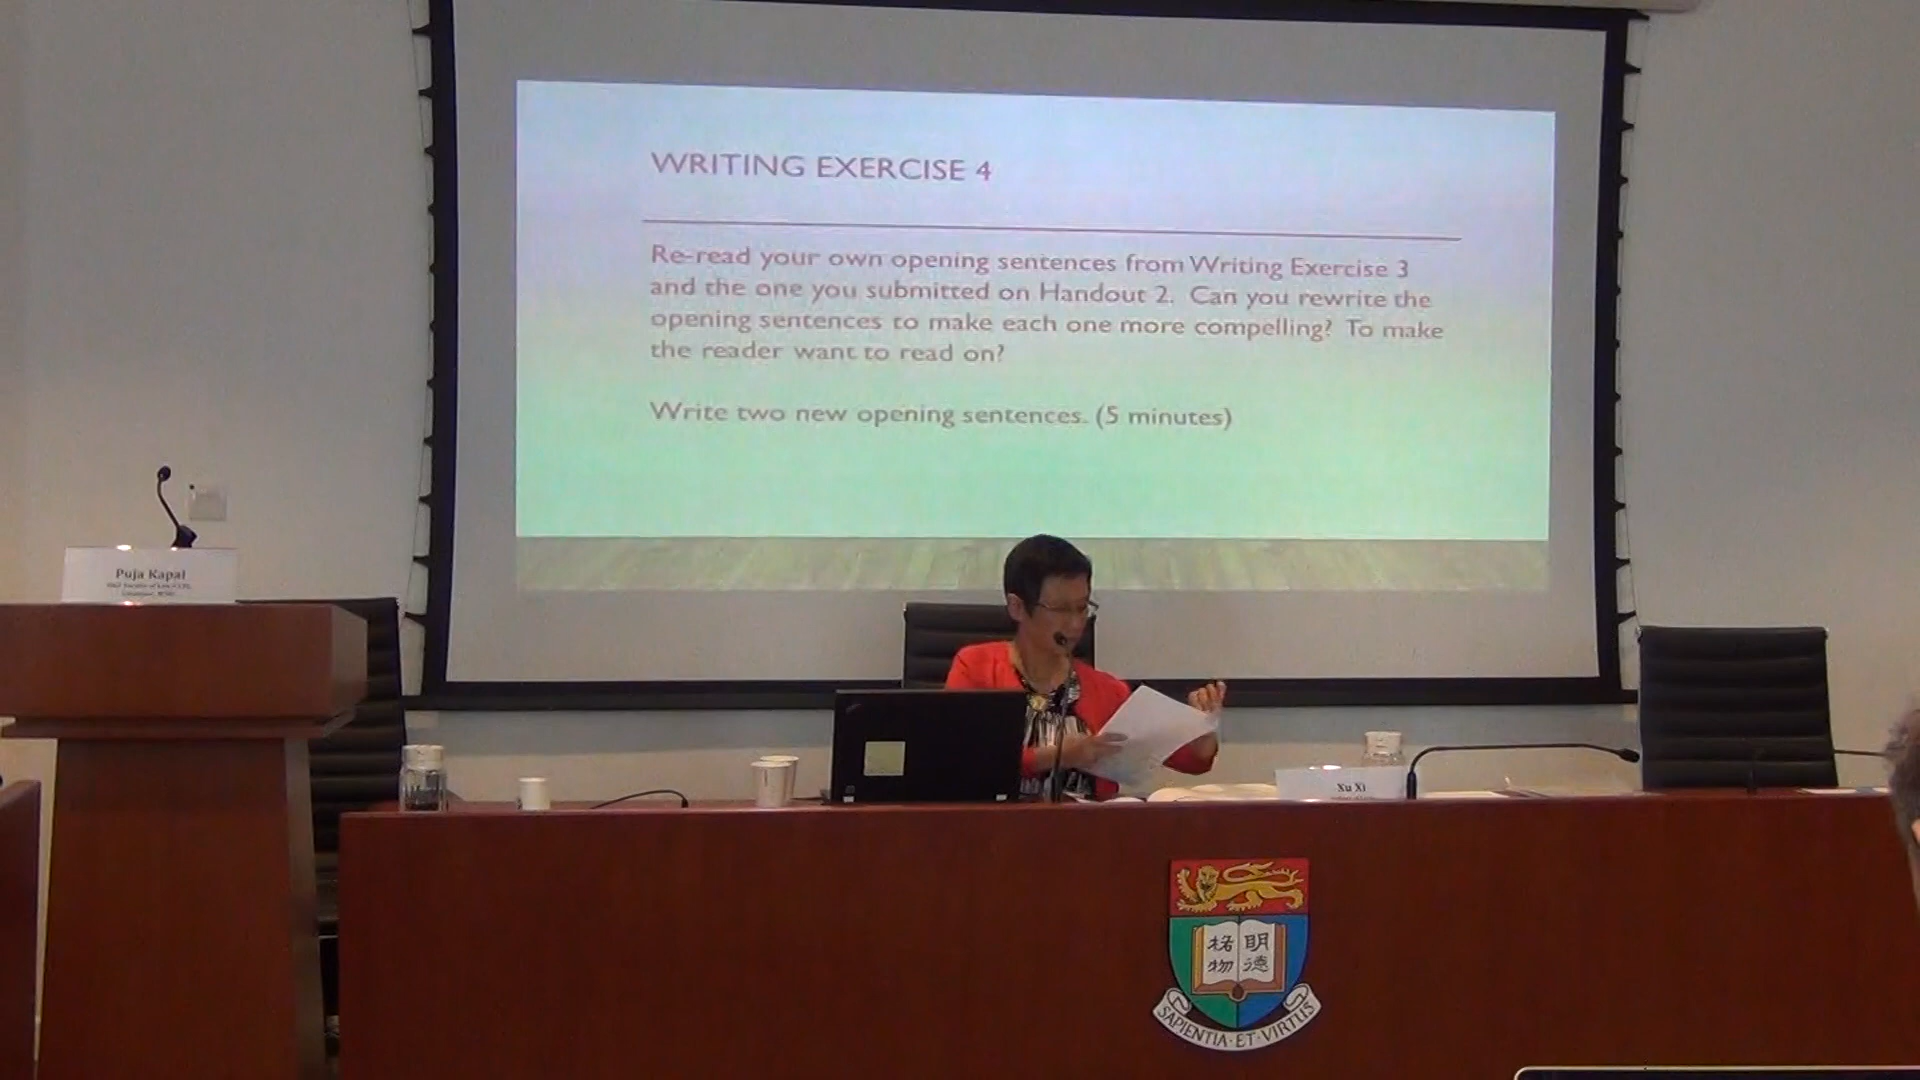 WRITING EXERCISE 4
Re-read your own opening sentences from Writing Exercise 3
and the one you submitted on Handout 2. Can you rewrite the
opening sentences to make each one more compelling? To make
the reader want to read on?
Write two new opening sentences. (5 minutes)
Puja Kapai
Xu Xi
明
德
格
物
SAPIENTIA·ET·VIRTUS